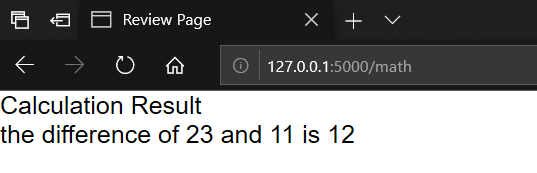 Review Page
127.0.0.1:5000/math
Calculation Result
the difference of 23 and 11 is 12